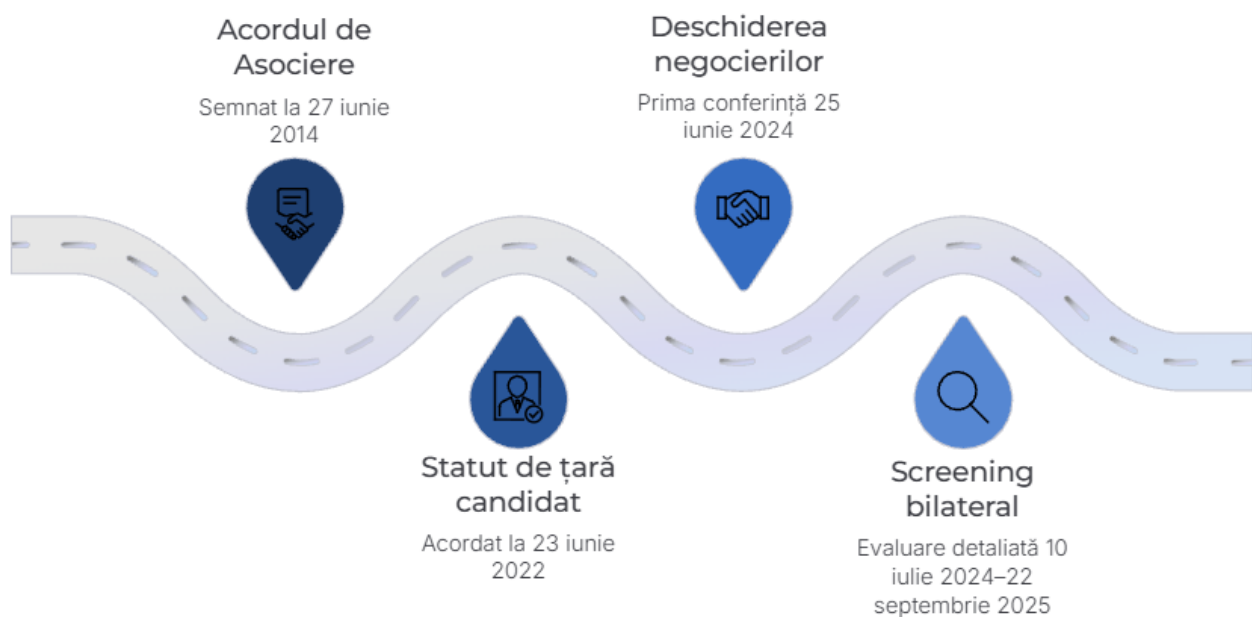 Acordul de
Asociere
Semnat la 27 iunie
2014
Statut de țară
candidat
Acordat la 23 iunie
2022
Deschiderea
negocierilor
Prima conferință 25
iunie 2024
Screening
bilateral
Evaluare detaliată 10
iulie 2024–22
septembrie 2025